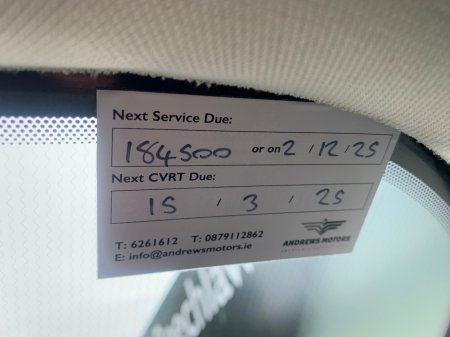 Next Service Due:
184500 or on 2 / 12 / 25
Next CVRT Due:
15 / 3 / 25
T: 6261612 T: 0879112862
E: info@andrewsmotors.ie
ANDREWS MOTORS